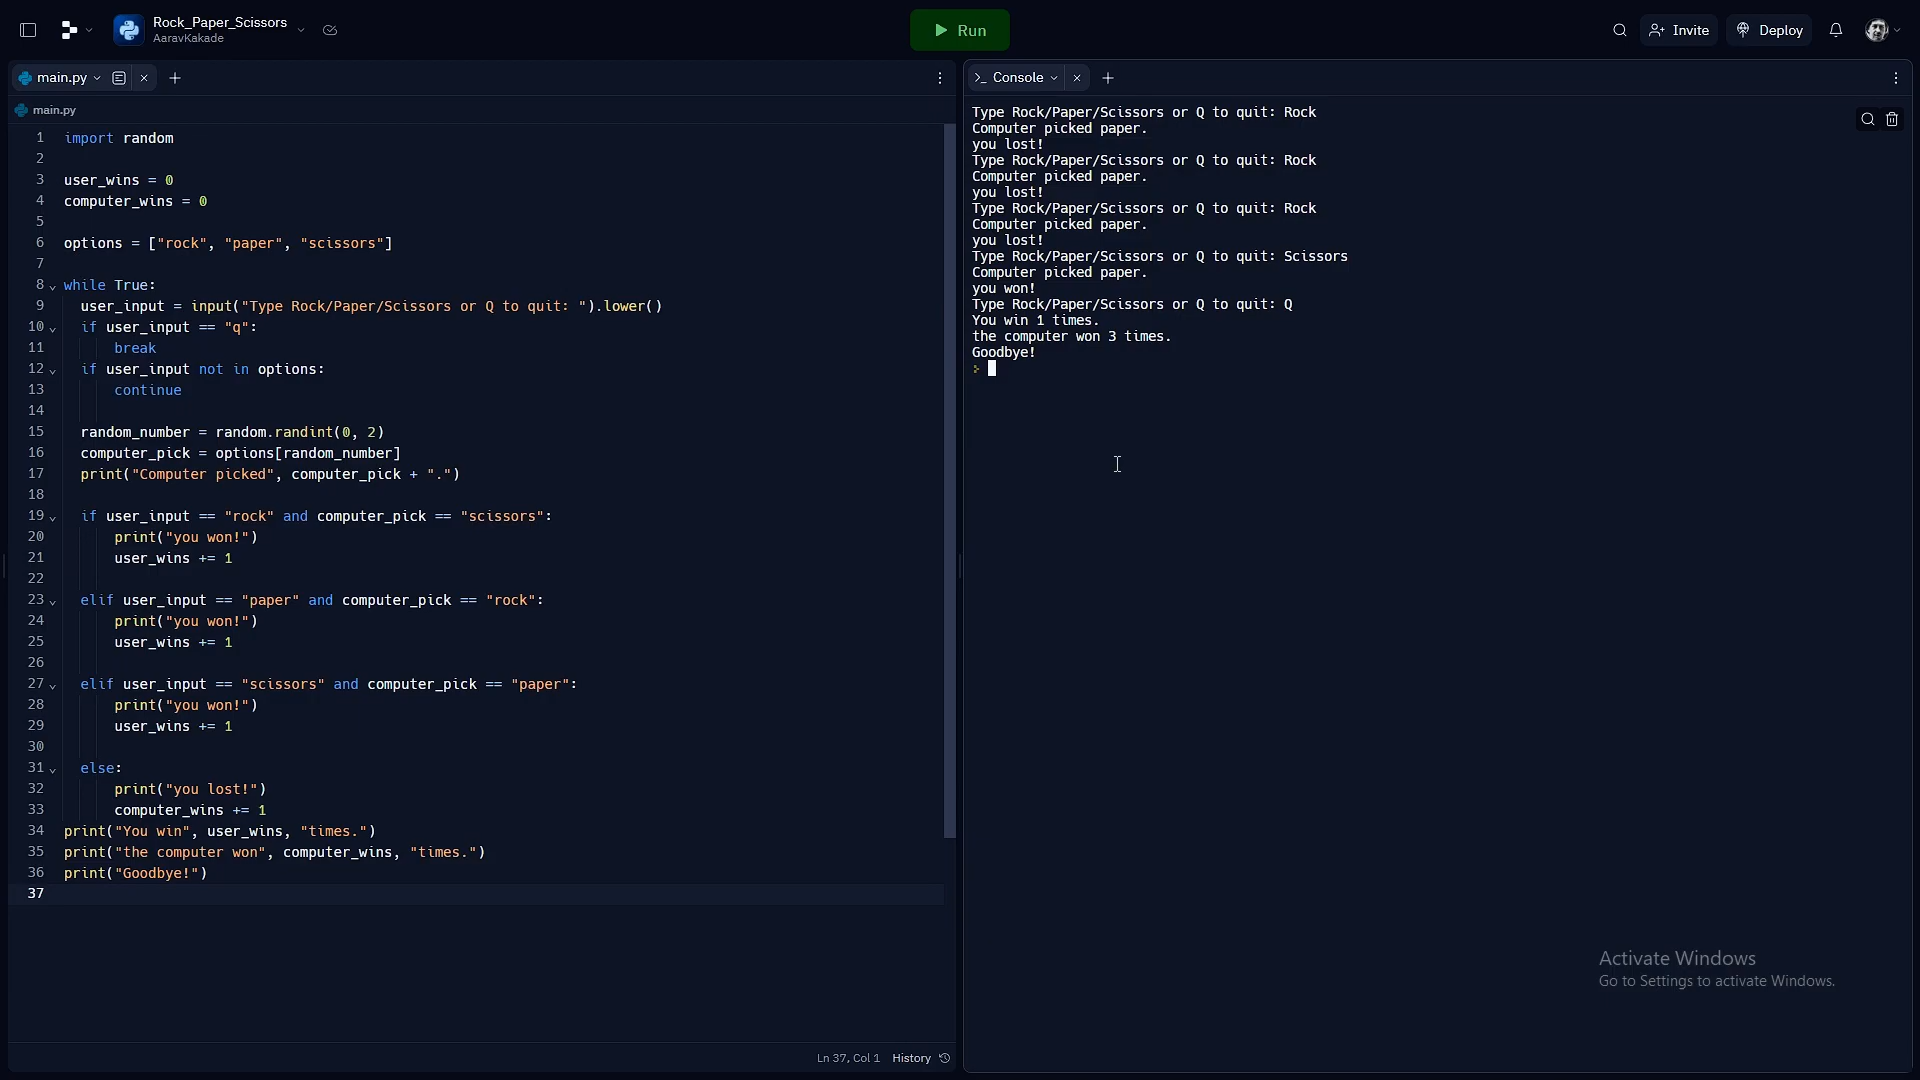 Rock_Paper_Scissors
AaravKakade
Run
Invite
Deploy
main.py
main.py
1 import random
2
3 user_wins = 0
4 computer_wins = 0
5
6 options = ["rock", "paper", "scissors"]
7
8 while True:
9 user_input = input("Type Rock/Paper/Scissors or Q to quit: ").lower()
10 if user_input == "q":
11 break
12 if user_input not in options:
13 continue
14
15 random_number = random.randint(0, 2)
16 computer_pick = options[random_number]
17 print("Computer picked", computer_pick + ".")
18
19 if user_input == "rock" and computer_pick == "scissors":
20 print("you won!")
21 user_wins += 1
22
23 elif user_input == "paper" and computer_pick == "rock":
24 print("you won!")
25 user_wins += 1
26
27 elif user_input == "scissors" and computer_pick == "paper":
28 print("you won!")
29 user_wins += 1
30
31 else:
32 print("you lost!")
33 computer_wins += 1
34 print("You win", user_wins, "times.")
35 print("the computer won", computer_wins, "times.")
36 print("Goodbye!")
37
Ln 37, Col 1 History
>_ Console
Type Rock/Paper/Scissors or Q to quit: Rock
Computer picked paper.
you lost!
Type Rock/Paper/Scissors or Q to quit: Rock
Computer picked paper.
you lost!
Type Rock/Paper/Scissors or Q to quit: Rock
Computer picked paper.
you lost!
Type Rock/Paper/Scissors or Q to quit: Scissors
Computer picked paper.
you won!
Type Rock/Paper/Scissors or Q to quit: Q
You win 1 times.
the computer won 3 times.
Goodbye!
Activate Windows
Go to Settings to activate Windows.